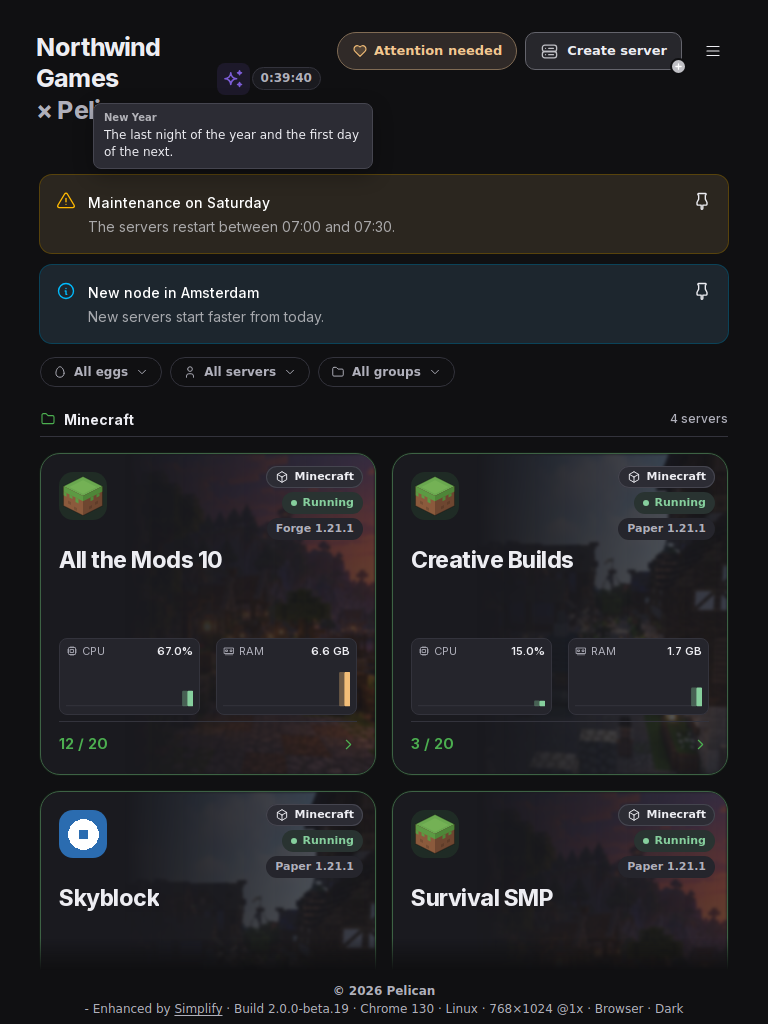 Northwind
Games
× Pel
0:39:40
Attention needed
Create server
New Year
The last night of the year and the first day
of the next.
Maintenance on Saturday
The servers restart between 07:00 and 07:30.
New node in Amsterdam
New servers start faster from today.
All eggs
All servers
All groups
Minecraft
4 servers
Minecraft
Running
Forge 1.21.1
All the Mods 10
CPU 67.0%
RAM 6.6 GB
12 / 20
Minecraft
Running
Paper 1.21.1
Creative Builds
CPU 15.0%
RAM 1.7 GB
3 / 20
Minecraft
Running
Paper 1.21.1
Skyblock
Minecraft
Running
Paper 1.21.1
Survival SMP
© 2026 Pelican
- Enhanced by Simplify · Build 2.0.0-beta.19 · Chrome 130 · Linux · 768×1024 @1x · Browser · Dark